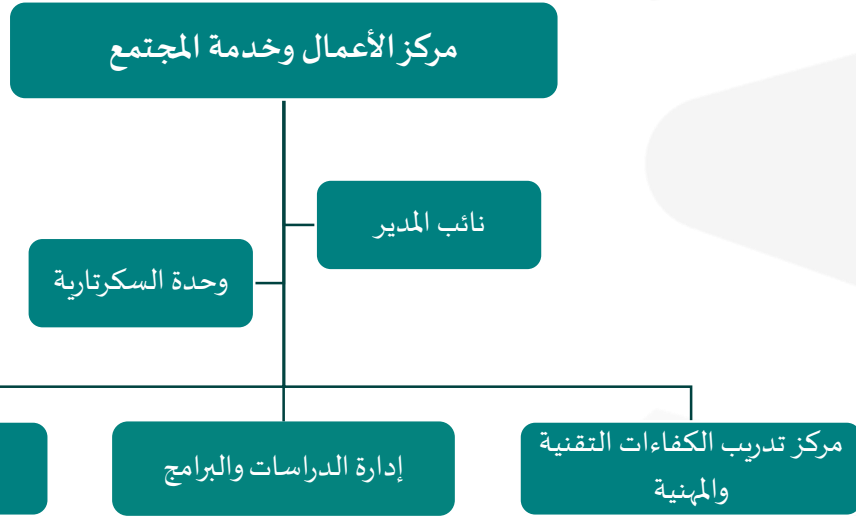 مركز الأعمال وخدمة المجتمع
نائب المدير
وحدة السكرتارية
مركز تدريب الكفاءات التقنية
والمهنية
إدارة الدراسات والبرامج